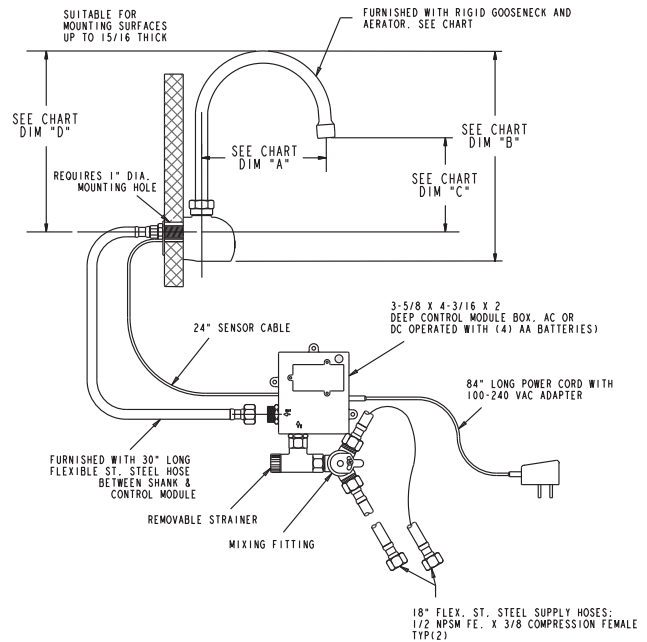 SUITABLE FOR
MOUNTING SURFACES
UP TO 15/16 THICK
FURNISHED WITH RIGID GOOSENECK AND
AERATOR. SEE CHART
SEE CHART
DIM "D"
SEE CHART
DIM "A"
SEE CHART
DIM "B"
SEE CHART
DIM "C"
REQUIRES 1" DIA.
MOUNTING HOLE
3-5/8 X 4-3/16 X 2
DEEP CONTROL MODULE BOX. AC OR
DC OPERATED WITH (4) AA BATTERIES)
24" SENSOR CABLE
84" LONG POWER CORD WITH
100-240 VAC ADAPTER
FURNISHED WITH 30" LONG
FLEXIBLE ST. STEEL HOSE
BETWEEN SHANK &
CONTROL MODULE
REMOVABLE STRAINER
MIXING FITTING
18" FLEX. ST. STEEL SUPPLY HOSES:
1/2 NPSM FE. X 3/8 COMPRESSION FEMALE
TYP(2)